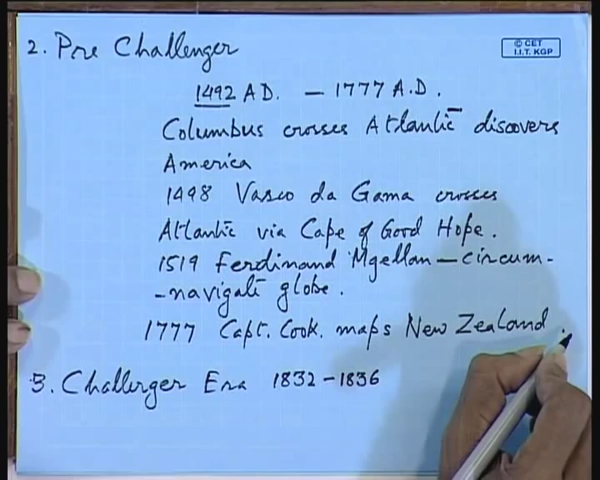 2. Pre Challenger
© CET
I.I.T. KGP
1492 A.D. – 1777 A.D.
Columbus crosses Atlantic discovers
America
1498 Vasco da Gama crosses
Atlantic via Cape of Good Hope.
1519 Ferdinand Mgellan – circum-
-navigate globe.
1777 Capt. Cook. maps New Zealand.
3. Challenger Era 1832 – 1836